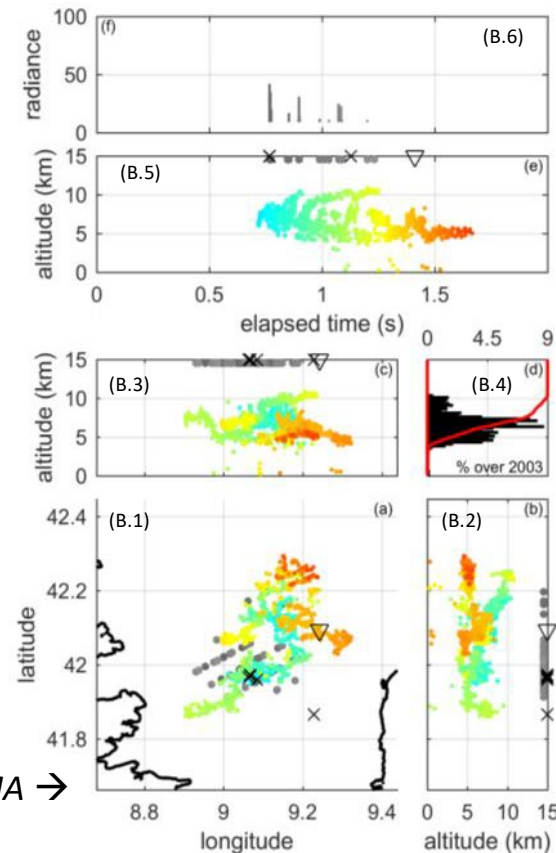 100
(f)
(B.6)
radiance
50
0
15
(B.5)
(e)
altitude (km)
10
5
0
0
0.5
1
1.5
elapsed time (s)
0
4.5
9
15
(c)
(d)
altitude (km)
10
(B.3)
(B.4)
5
% over 2003
0
42.4
(B.1)
(a)
(B.2)
(b)
42.2
latitude
42
41.8
IA →
8.8
9
9.2
9.4
0
5
10
15
longitude
altitude (km)